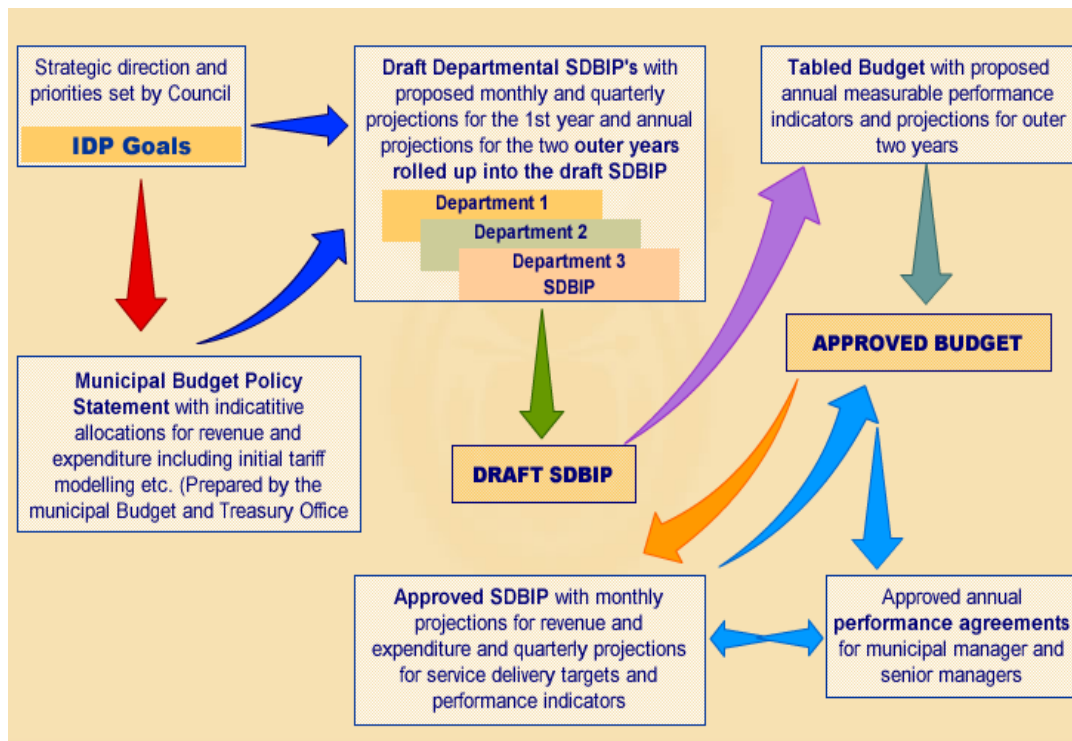 Strategic direction and
priorities set by Council
IDP Goals
Municipal Budget Policy
Statement with indicatitive
allocations for revenue and
expenditure including initial tariff
modelling etc. (Prepared by the
municipal Budget and Treasury Office
Draft Departmental SDBIP's with
proposed monthly and quarterly
projections for the 1st year and annual
projections for the two outer years
rolled up into the draft SDBIP
Department 1
Department 2
Department 3
SDBIP
DRAFT SDBIP
Tabled Budget with proposed
annual measurable performance
indicators and projections for outer
two years
APPROVED BUDGET
Approved SDBIP with monthly
projections for revenue and
expenditure and quarterly projections
for service delivery targets and
performance indicators
Approved annual
performance agreements
for municipal manager and
senior managers